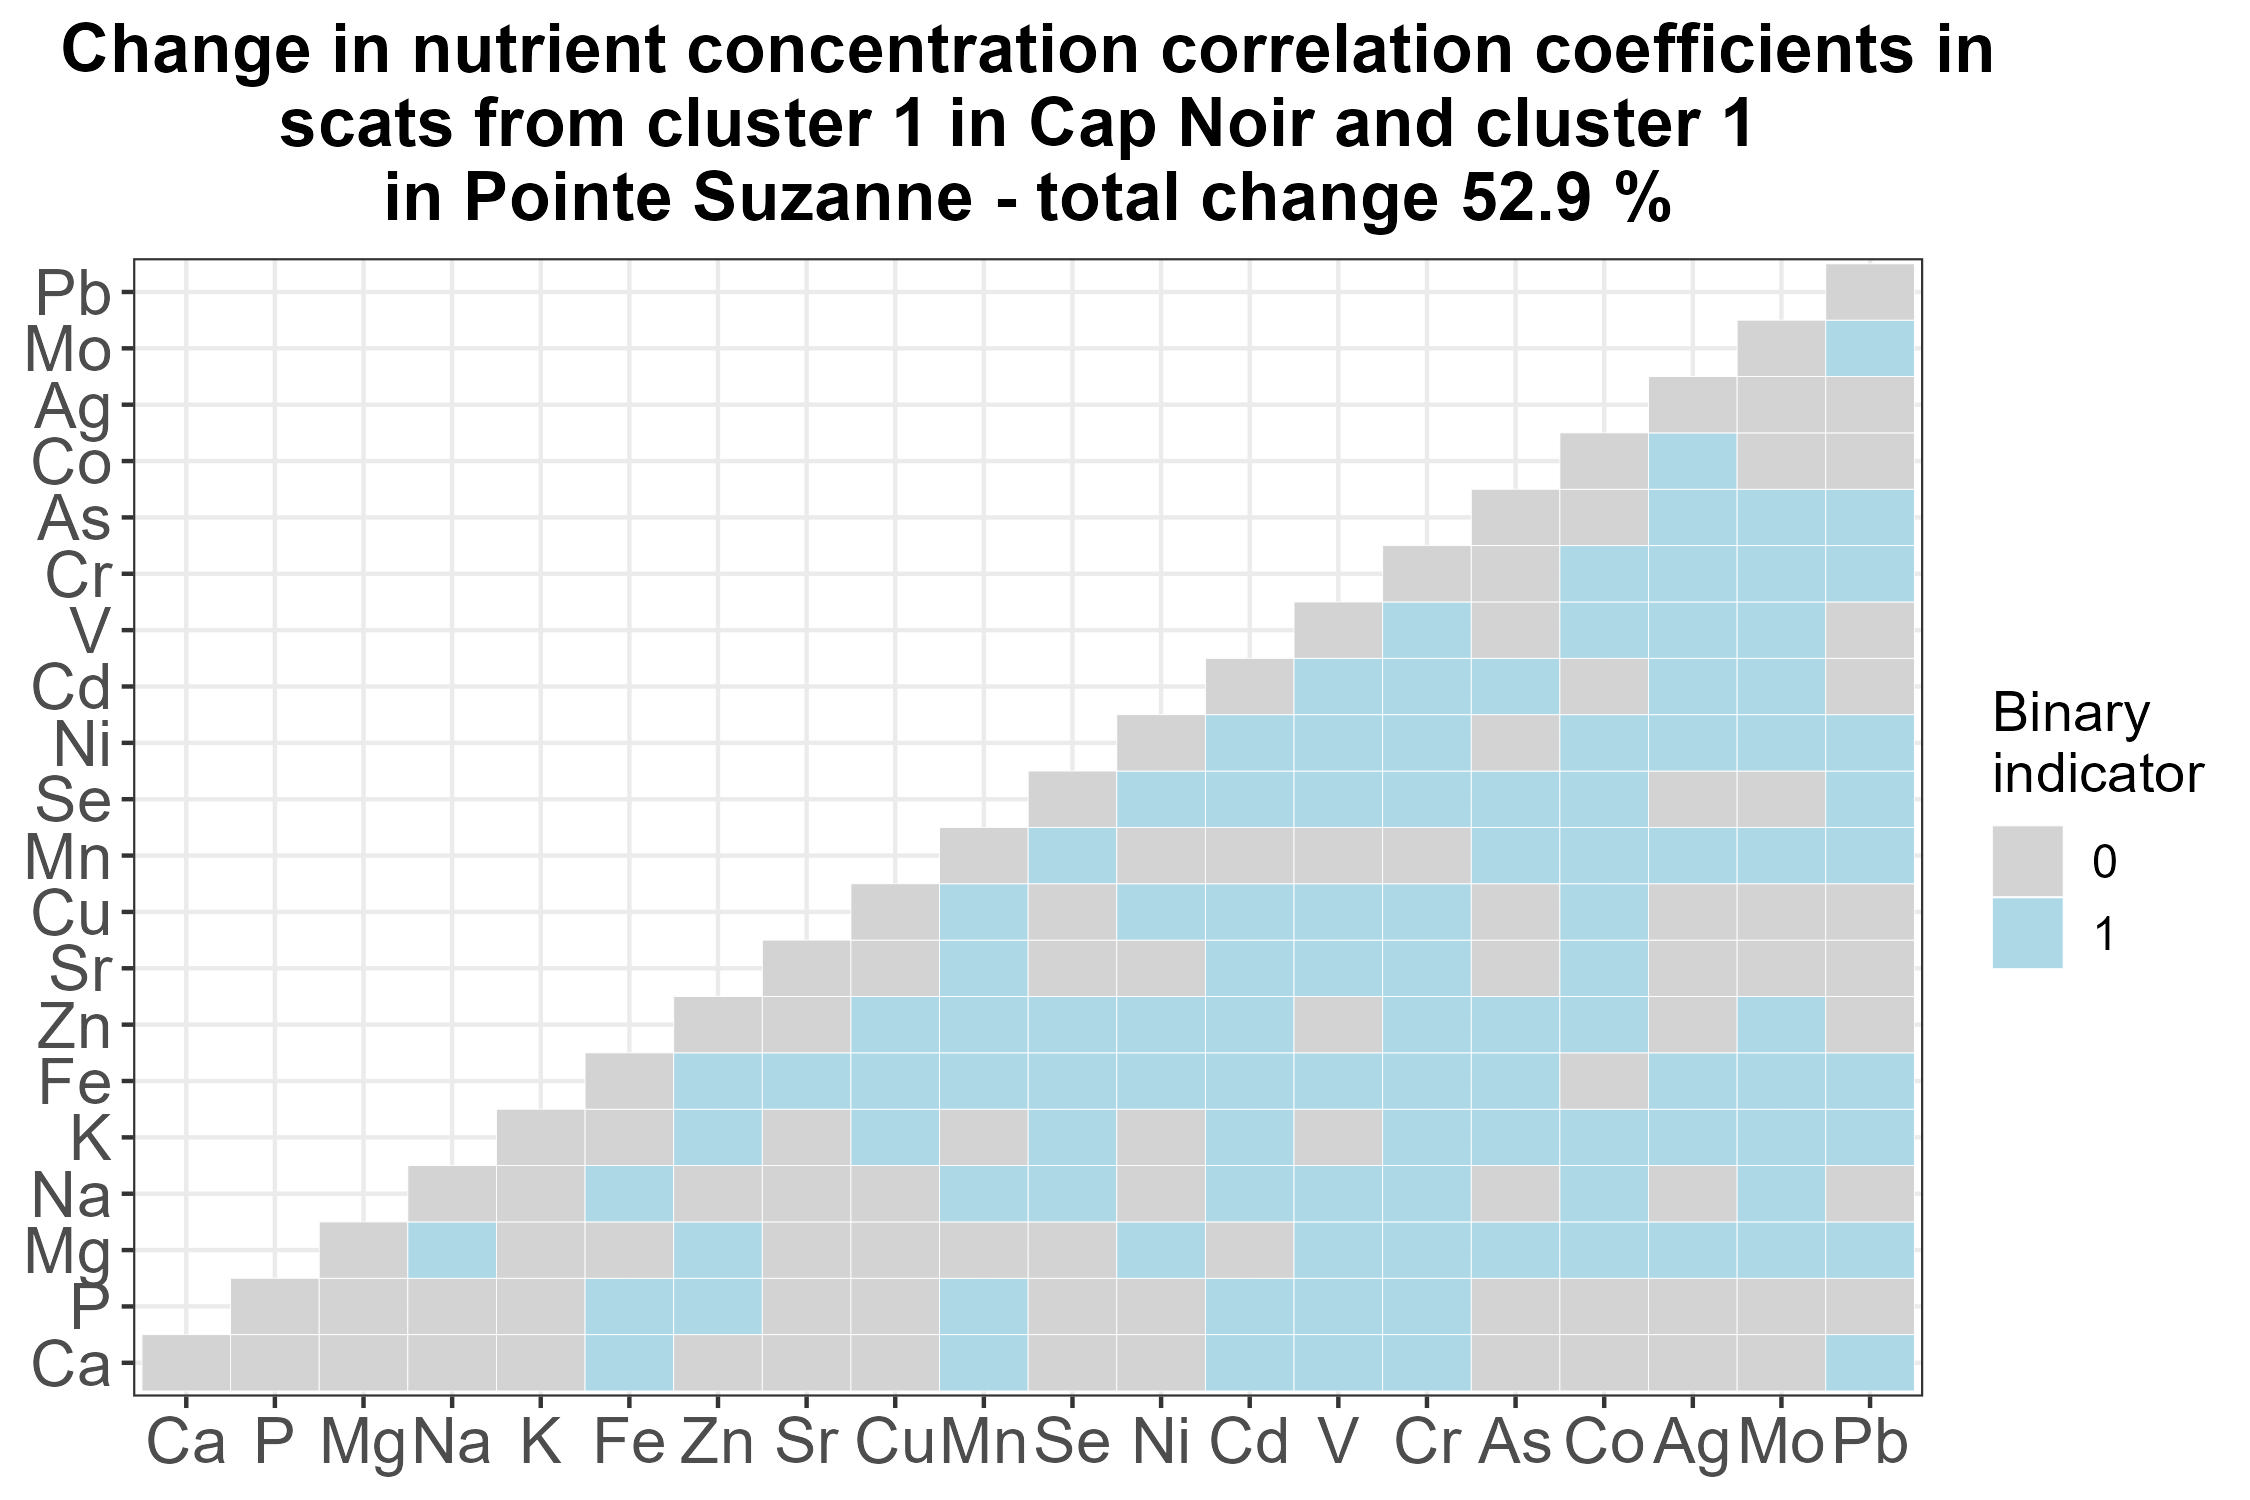 Change in nutrient concentration correlation coefficients in
scats from cluster 1 in Cap Noir and cluster 1
in Pointe Suzanne - total change 52.9 %
Pb
Mo
Ag
Co
As
Cr
V
Cd
Ni
Se
Mn
Cu
Sr
Zn
Fe
K
Na
Mg
P
Ca
Ca P Mg Na K Fe Zn Sr Cu Mn Se Ni Cd V Cr As Co Ag Mo Pb
Binary
indicator
0
1